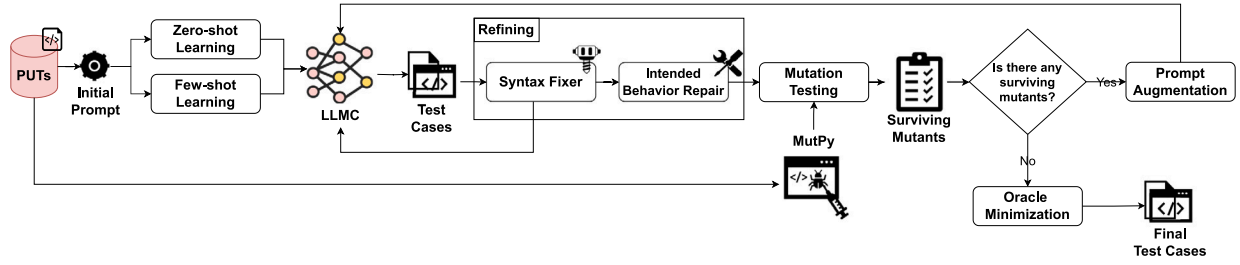 PUTs
Initial
Prompt
Zero-shot
Learning
Few-shot
Learning
LLMC
</>
Test
Cases
Refining
Syntax Fixer
Intended
Behavior Repair
Mutation
Testing
MutPy
</>
Surviving
Mutants
Is there any
surviving
mutants?
Yes
Prompt
Augmentation
No
Oracle
Minimization
</>
Final
Test Cases